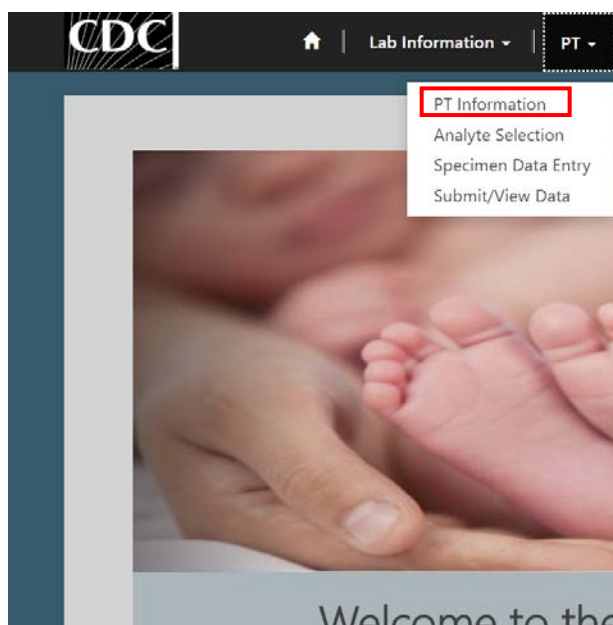 CDC
Lab Information
PT
PT Information
Analyte Selection
Specimen Data Entry
Submit/View Data
Welcome to the